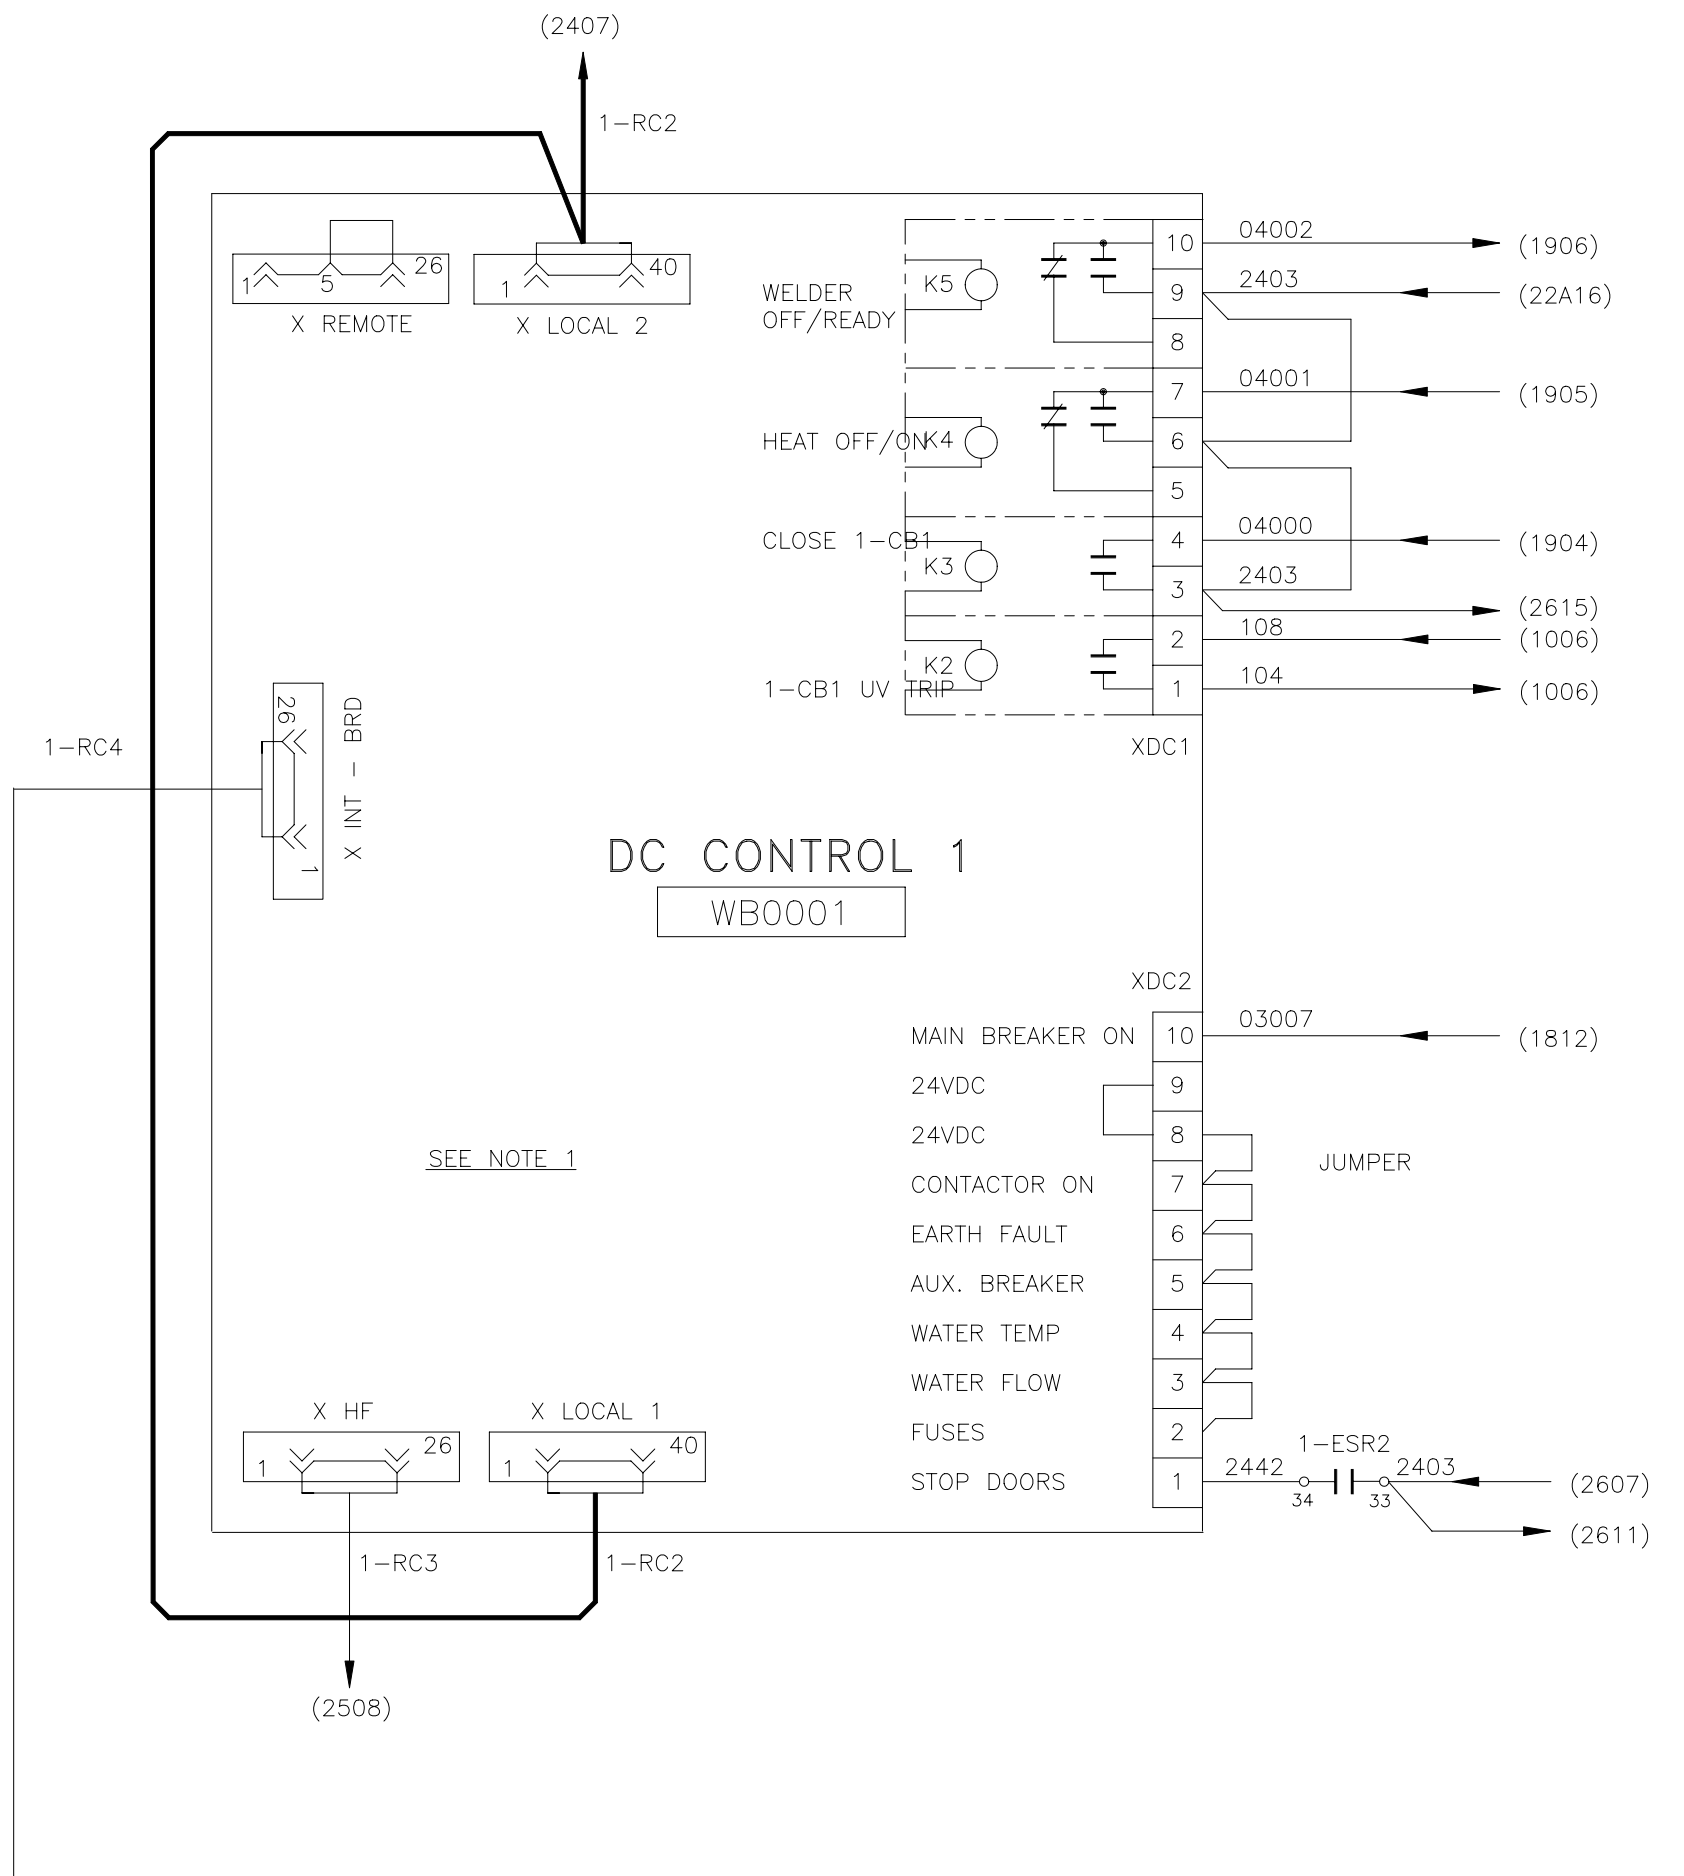 (2407)
1-RC2
1
5
26
X REMOTE
1
40
X LOCAL 2
WELDER
OFF/READY
K5
10
04002
(1906)
9
2403
(22A16)
8
7
04001
(1905)
HEAT OFF/ON
K4
6
5
CLOSE 1-CB1
4
04000
(1904)
K3
3
2403
(2615)
2
108
(1006)
K2
1-CB1 UV TRIP
1
104
(1006)
XDC1
1-RC4
26
1
X INT - BRD
DC CONTROL 1
WB0001
XDC2
MAIN BREAKER ON
10
03007
(1812)
24VDC
9
24VDC
8
JUMPER
SEE NOTE 1
CONTACTOR ON
7
EARTH FAULT
6
AUX. BREAKER
5
WATER TEMP
4
WATER FLOW
3
FUSES
2
STOP DOORS
1
2442
1-ESR2
34
33
2403
(2607)
(2611)
X HF
1
26
X LOCAL 1
1
40
1-RC3
1-RC2
(2508)